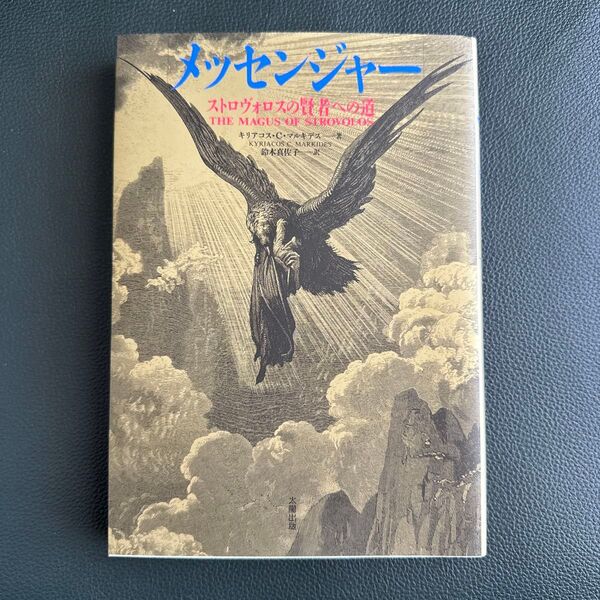 メッセンジャー
ストロヴォロスの賢者への道
THE MAGUS OF STROVOLOS
キリアコス・C・マルキデス——著
KYRIACOS C. MARKIDES
鈴木真佐子——訳
太陽出版